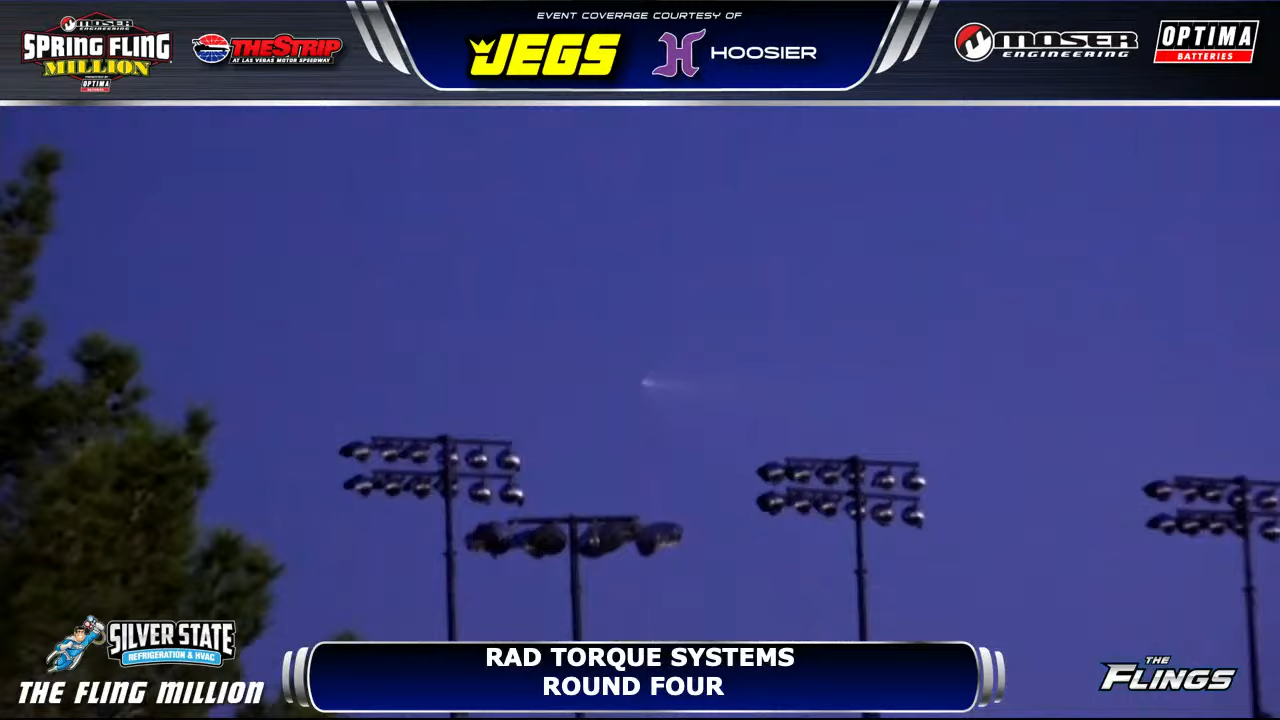 EVENT COVERAGE COURTESY OF
MOSER
ENGINEERING
SPRING FLING
MILLION
OPTIMA
BATTERIES
THE STRIP
AT LAS VEGAS MOTOR SPEEDWAY
JEGS
HOOSIER
MOSER
ENGINEERING
OPTIMA
BATTERIES
SILVER STATE
REFRIGERATION & HVAC
THE FLING MILLION
RAD TORQUE SYSTEMS
ROUND FOUR
THE
FLINGS